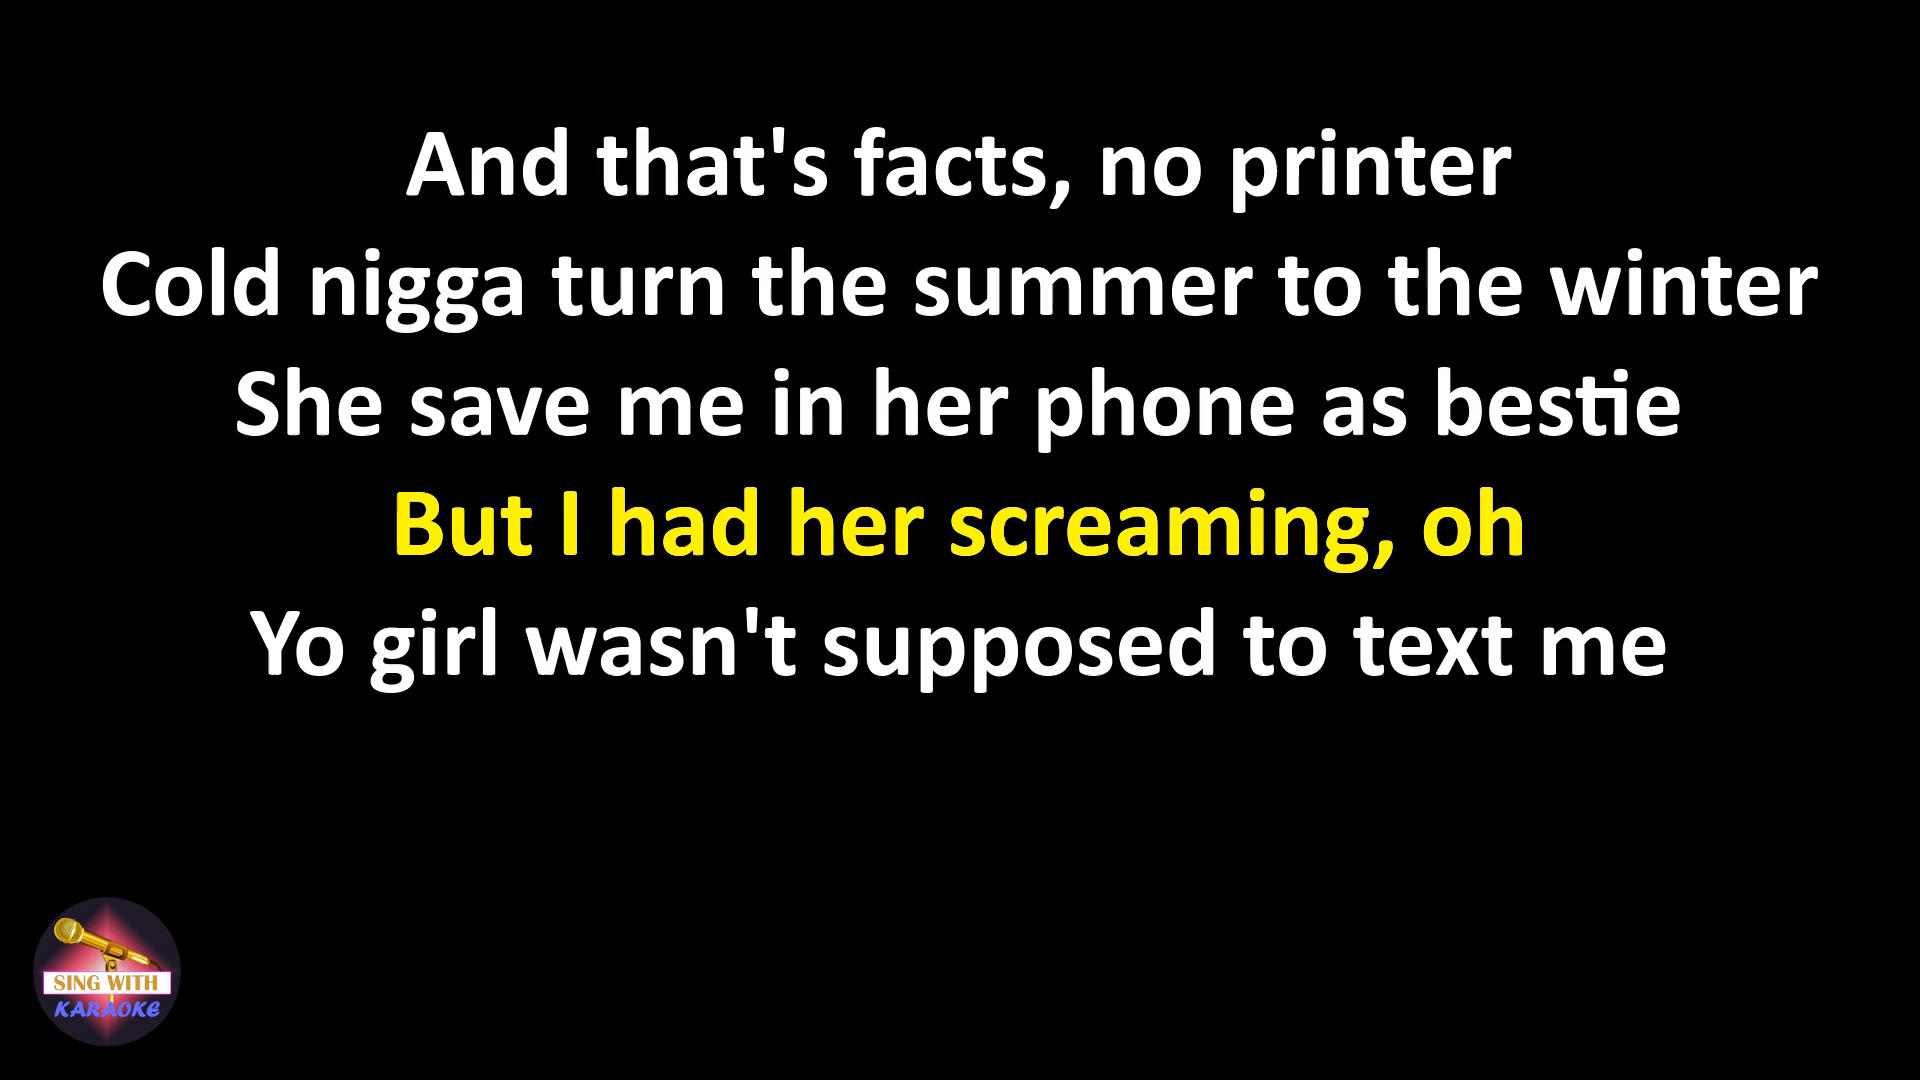 And that's facts, no printer
Cold nigga turn the summer to the winter
She save me in her phone as bestie
But I had her screaming, oh
Yo girl wasn't supposed to text me
SING WITH
KARAOKE